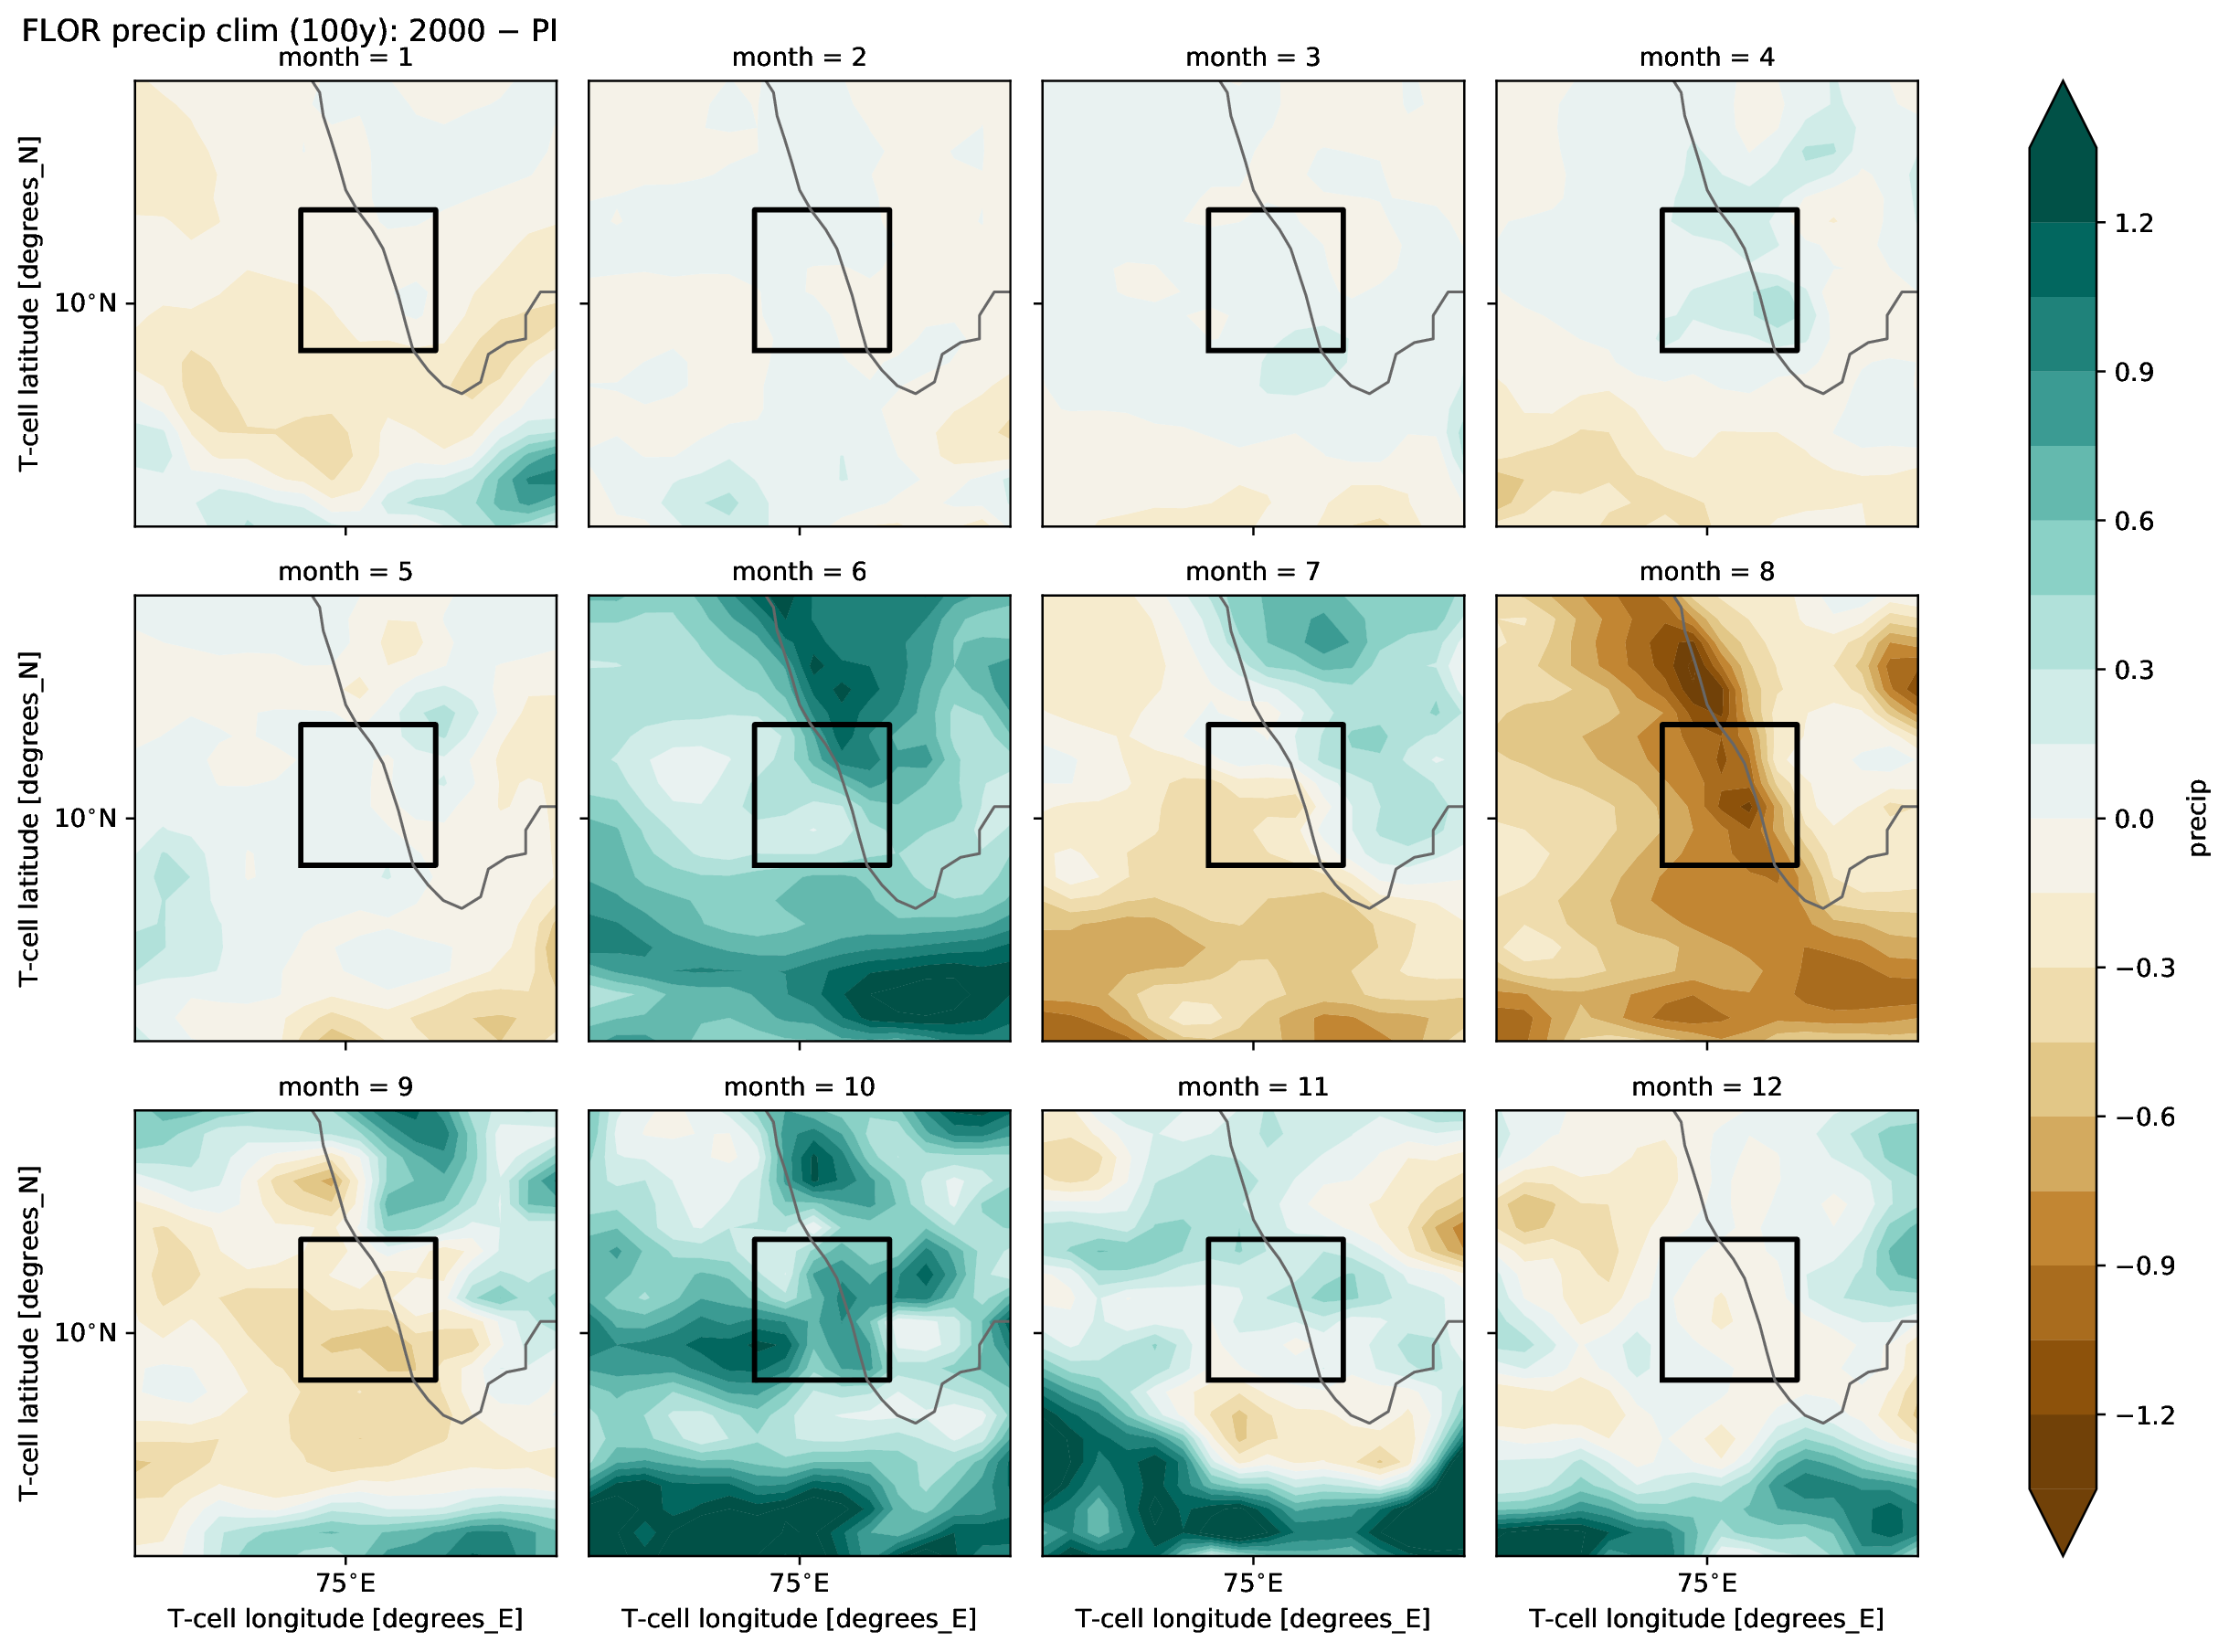 FLOR precip clim (100y): 2000 − PI
month = 1
month = 2
month = 3
month = 4
T-cell latitude [degrees_N]
10°N
month = 5
month = 6
month = 7
month = 8
T-cell latitude [degrees_N]
10°N
month = 9
month = 10
month = 11
month = 12
T-cell latitude [degrees_N]
10°N
75°E
75°E
75°E
75°E
T-cell longitude [degrees_E]
T-cell longitude [degrees_E]
T-cell longitude [degrees_E]
T-cell longitude [degrees_E]
1.2
0.9
0.6
0.3
0.0
−0.3
−0.6
−0.9
−1.2
precip